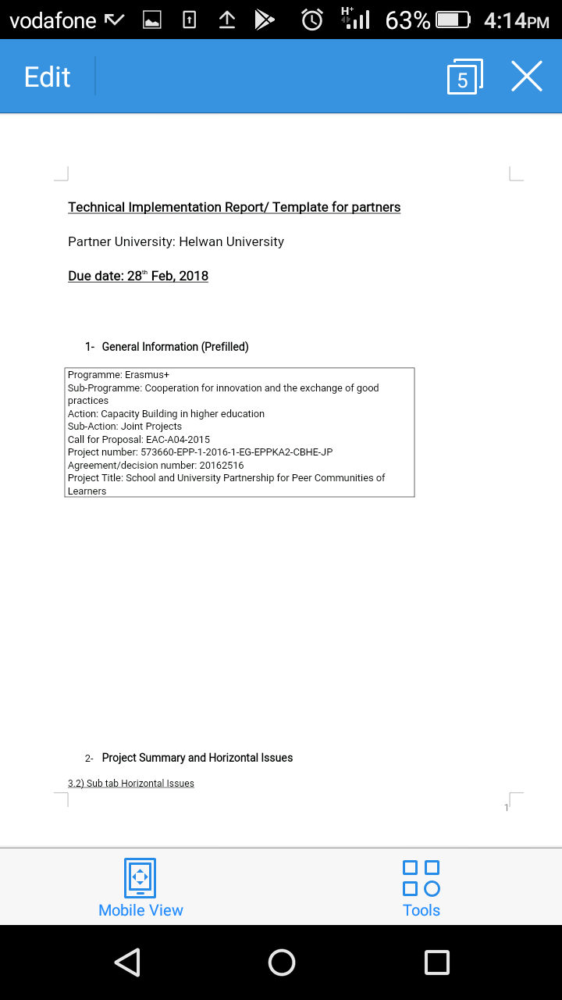 vodafone H+ 63% 4:14PM
Edit 5
Technical Implementation Report/ Template for partners
Partner University: Helwan University
Due date: 28th Feb, 2018
1- General Information (Prefilled)
Programme: Erasmus+
Sub-Programme: Cooperation for innovation and the exchange of good
practices
Action: Capacity Building in higher education
Sub-Action: Joint Projects
Call for Proposal: EAC-A04-2015
Project number: 573660-EPP-1-2016-1-EG-EPPKA2-CBHE-JP
Agreement/decision number: 20162516
Project Title: School and University Partnership for Peer Communities of
Learners
2- Project Summary and Horizontal Issues
3.2) Sub tab Horizontal Issues
1
Mobile View Tools